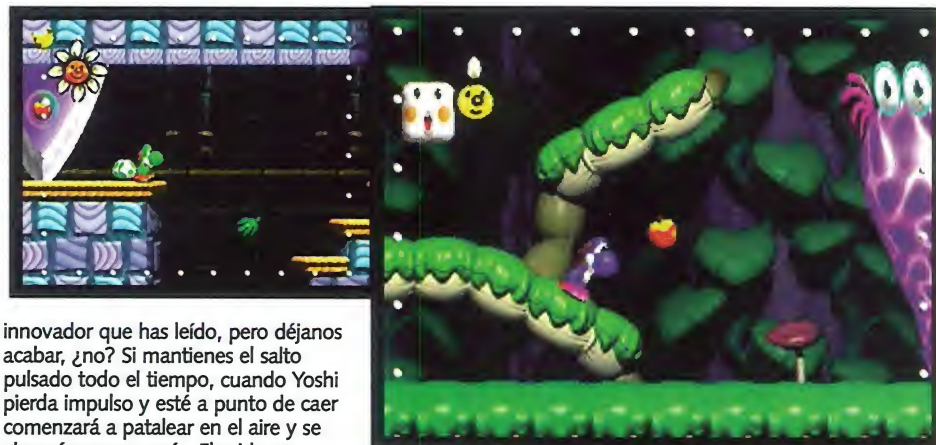 innovador que has leído, pero déjanos
acabar, ¿no? Si mantienes el salto
pulsado todo el tiempo, cuando Yoshi
pierda impulso y esté a punto de caer
comenzará a patalear en el aire y se